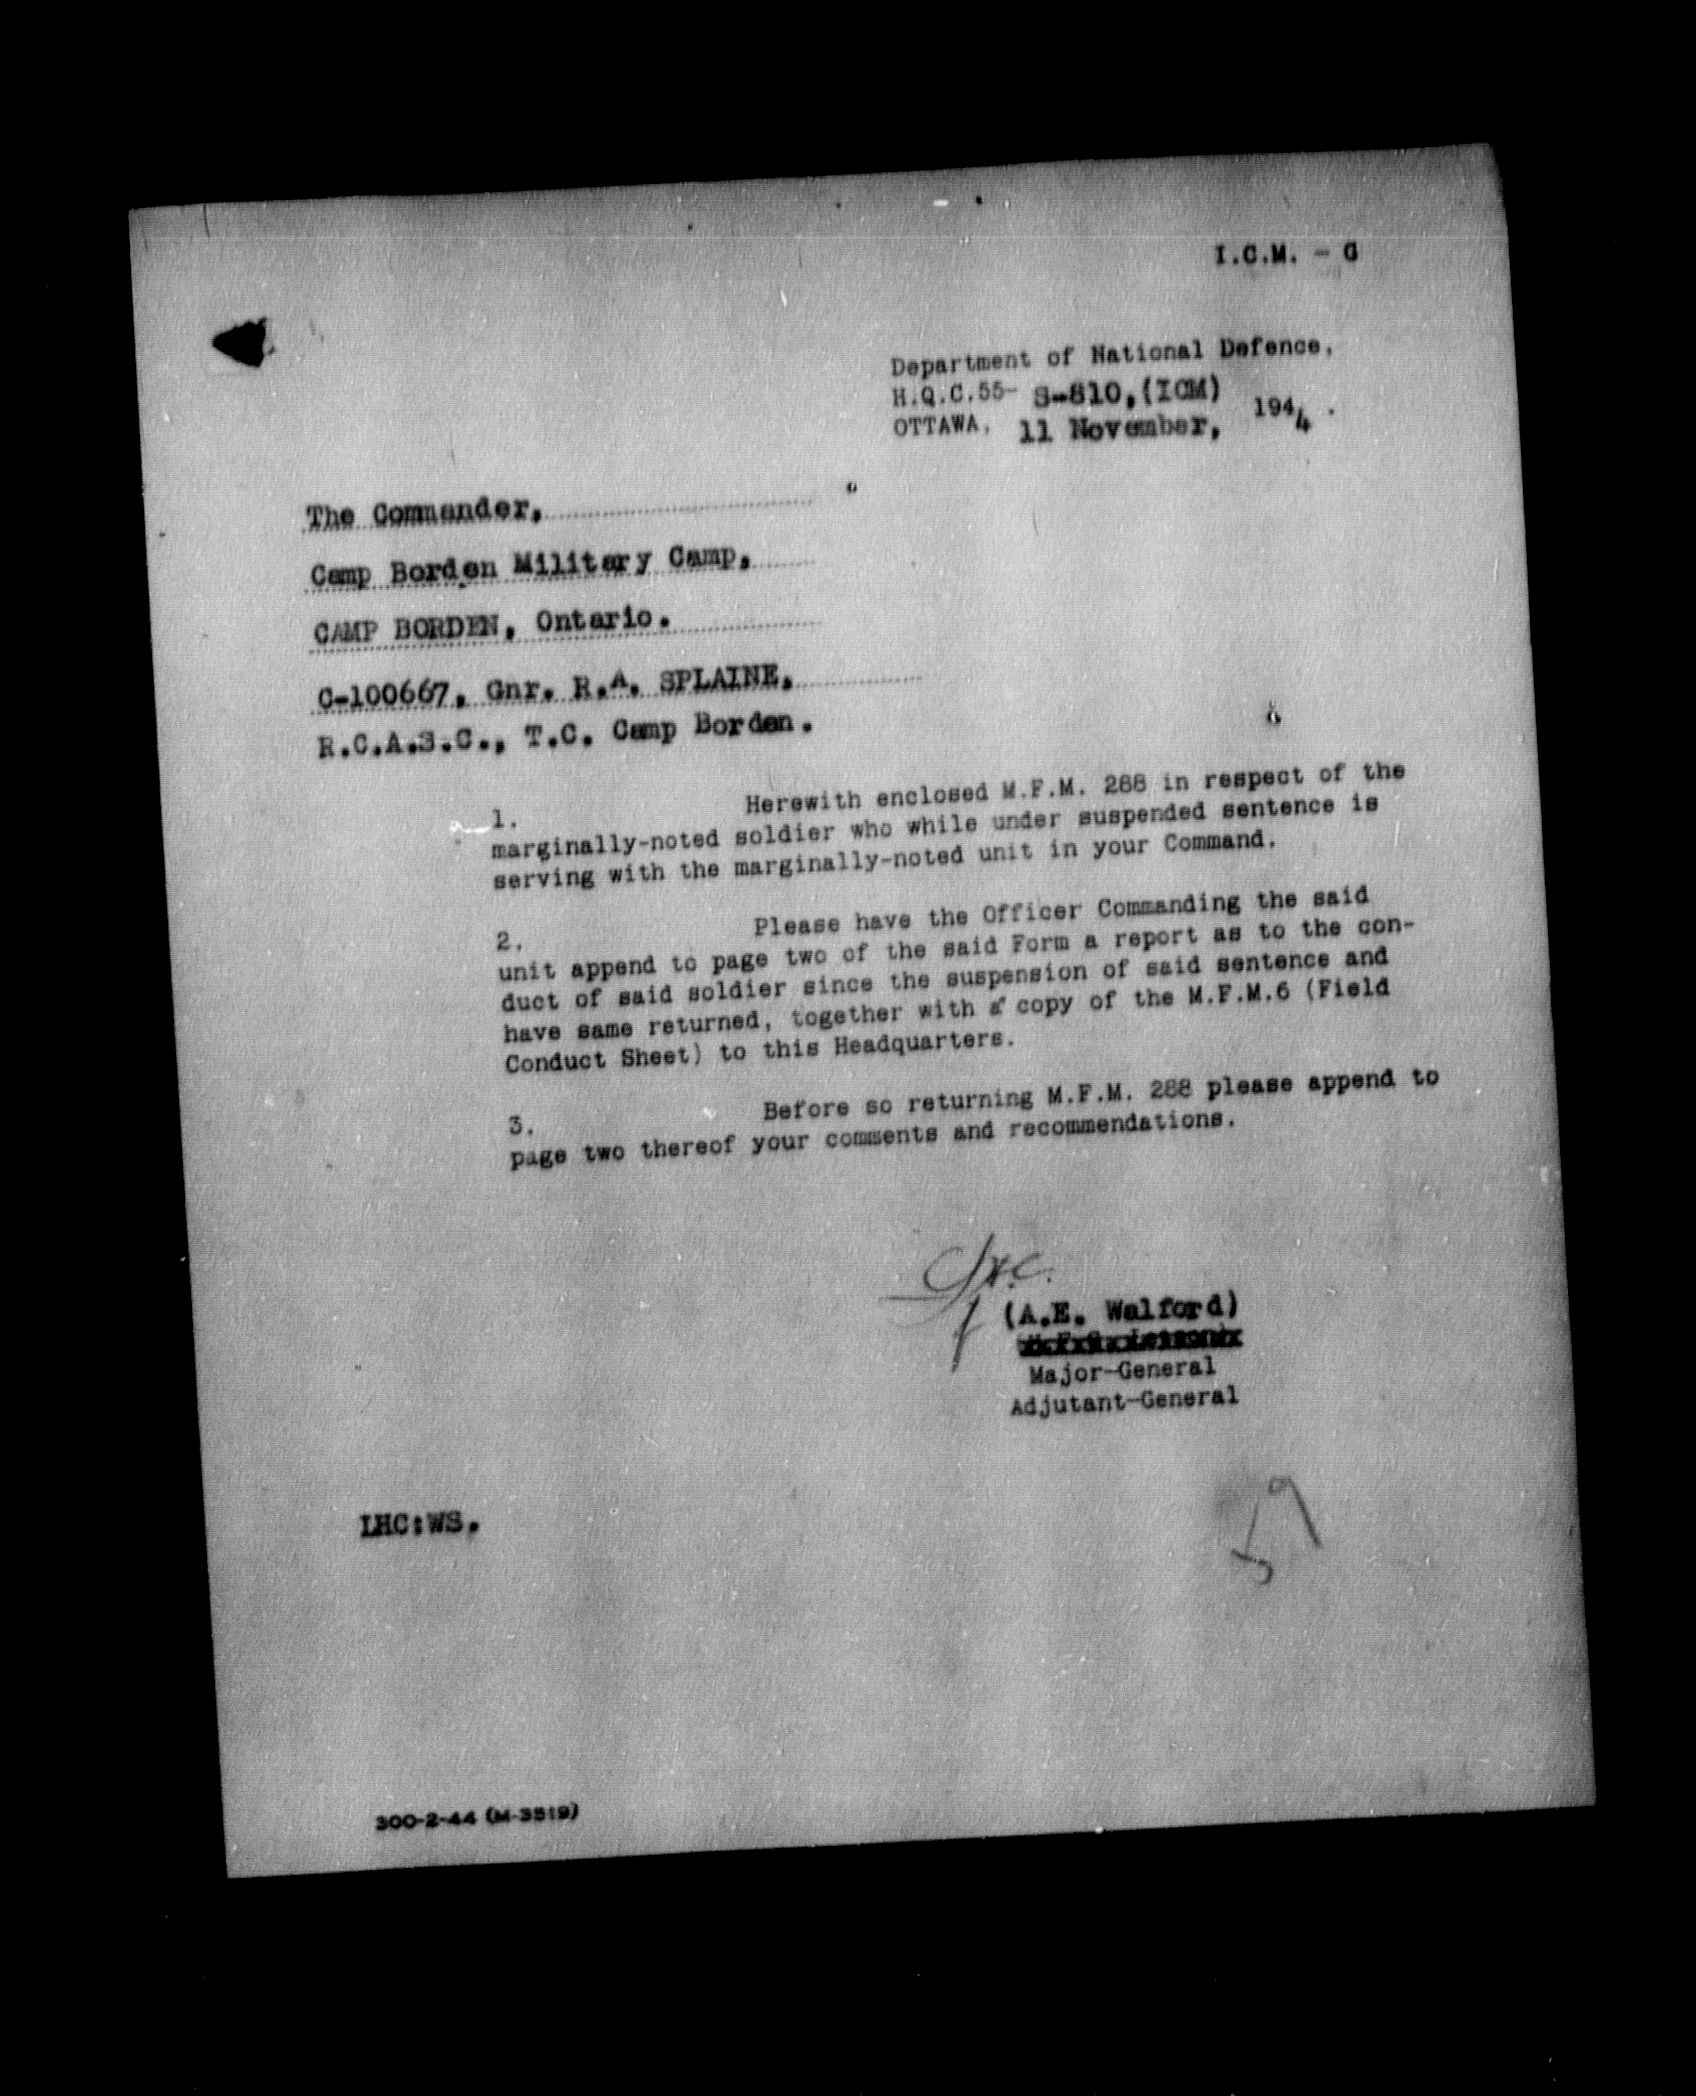 I.C.M. - G
Department of National Defence,
H.Q.C.55- S-810,(ICM)
OTTAWA, 11 November, 1944.
The Commander,
Camp Borden Military Camp,
CAMP BORDEN, Ontario.
C-100667, Gnr. R.A. SPLAINE,
R.C.A.S.C., T.C. Camp Borden.
1. Herewith enclosed M.F.M. 288 in respect of the
marginally-noted soldier who while under suspended sentence is
serving with the marginally-noted unit in your Command.
2. Please have the Officer Commanding the said
unit append to page two of the said Form a report as to the con-
duct of said soldier since the suspension of said sentence and
have same returned, together with a copy of the M.F.M.6 (Field
Conduct Sheet) to this Headquarters.
3. Before so returning M.F.M. 288 please append to
page two thereof your comments and recommendations.
(A.E. Walford)
Major-General
Adjutant-General
59
LHC:WS.
300-2-44 (M-3519)